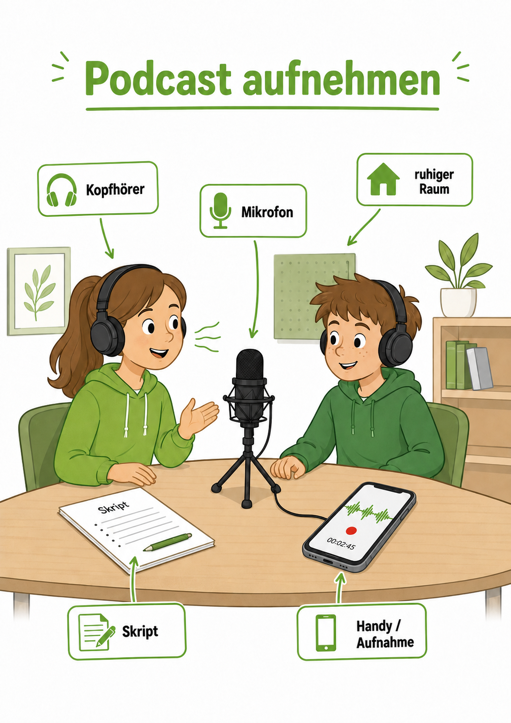 Podcast aufnehmen
Kopfhörer
Mikrofon
ruhiger
Raum
Skript
00:02:45
Skript
Handy /
Aufnahme